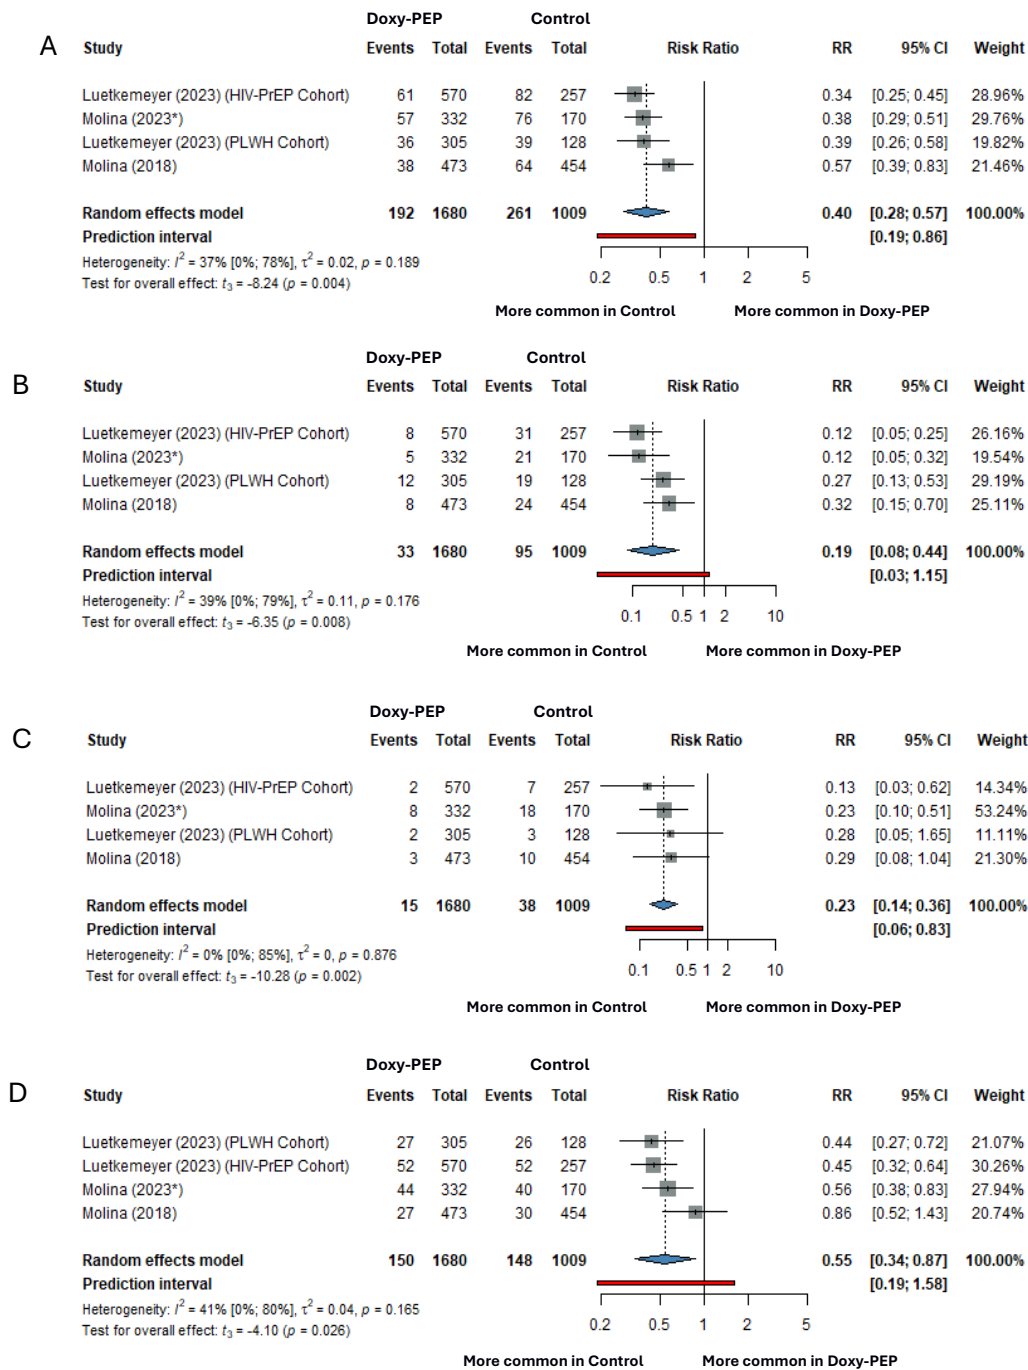 Doxy-PEP Control
A Study Events Total Events Total Risk Ratio RR 95% CI Weight
Luetkemeyer (2023) (HIV-PrEP Cohort) 61 570 82 257 0.34 [0.25; 0.45] 28.96%
Molina (2023*) 57 332 76 170 0.38 [0.29; 0.51] 29.76%
Luetkemeyer (2023) (PLWH Cohort) 36 305 39 128 0.39 [0.26; 0.58] 19.82%
Molina (2018) 38 473 64 454 0.57 [0.39; 0.83] 21.46%
Random effects model 192 1680 261 1009 0.40 [0.28; 0.57] 100.00%
Prediction interval [0.19; 0.86]
Heterogeneity: I² = 37% [0%; 78%], τ² = 0.02, p = 0.189
Test for overall effect: t₃ = -8.24 (p = 0.004)
0.2 0.5 1 2 5
More common in Control More common in Doxy-PEP
Doxy-PEP Control
B Study Events Total Events Total Risk Ratio RR 95% CI Weight
Luetkemeyer (2023) (HIV-PrEP Cohort) 8 570 31 257 0.12 [0.05; 0.25] 26.16%
Molina (2023*) 5 332 21 170 0.12 [0.05; 0.32] 19.54%
Luetkemeyer (2023) (PLWH Cohort) 12 305 19 128 0.27 [0.13; 0.53] 29.19%
Molina (2018) 8 473 24 454 0.32 [0.15; 0.70] 25.11%
Random effects model 33 1680 95 1009 0.19 [0.08; 0.44] 100.00%
Prediction interval [0.03; 1.15]
Heterogeneity: I² = 39% [0%; 79%], τ² = 0.11, p = 0.176
Test for overall effect: t₃ = -6.35 (p = 0.008)
0.1 0.5 1 2 10
More common in Control More common in Doxy-PEP
Doxy-PEP Control
C Study Events Total Events Total Risk Ratio RR 95% CI Weight
Luetkemeyer (2023) (HIV-PrEP Cohort) 2 570 7 257 0.13 [0.03; 0.62] 14.34%
Molina (2023*) 8 332 18 170 0.23 [0.10; 0.51] 53.24%
Luetkemeyer (2023) (PLWH Cohort) 2 305 3 128 0.28 [0.05; 1.65] 11.11%
Molina (2018) 3 473 10 454 0.29 [0.08; 1.04] 21.30%
Random effects model 15 1680 38 1009 0.23 [0.14; 0.36] 100.00%
Prediction interval [0.06; 0.83]
Heterogeneity: I² = 0% [0%; 85%], τ² = 0, p = 0.876
Test for overall effect: t₃ = -10.28 (p = 0.002)
0.1 0.5 1 2 10
More common in Control More common in Doxy-PEP
Doxy-PEP Control
D Study Events Total Events Total Risk Ratio RR 95% CI Weight
Luetkemeyer (2023) (PLWH Cohort) 27 305 26 128 0.44 [0.27; 0.72] 21.07%
Luetkemeyer (2023) (HIV-PrEP Cohort) 52 570 52 257 0.45 [0.32; 0.64] 30.26%
Molina (2023*) 44 332 40 170 0.56 [0.38; 0.83] 27.94%
Molina (2018) 27 473 30 454 0.86 [0.52; 1.43] 20.74%
Random effects model 150 1680 148 1009 0.55 [0.34; 0.87] 100.00%
Prediction interval [0.19; 1.58]
Heterogeneity: I² = 41% [0%; 80%], τ² = 0.04, p = 0.165
Test for overall effect: t₃ = -4.10 (p = 0.026)
0.2 0.5 1 2 5
More common in Control More common in Doxy-PEP